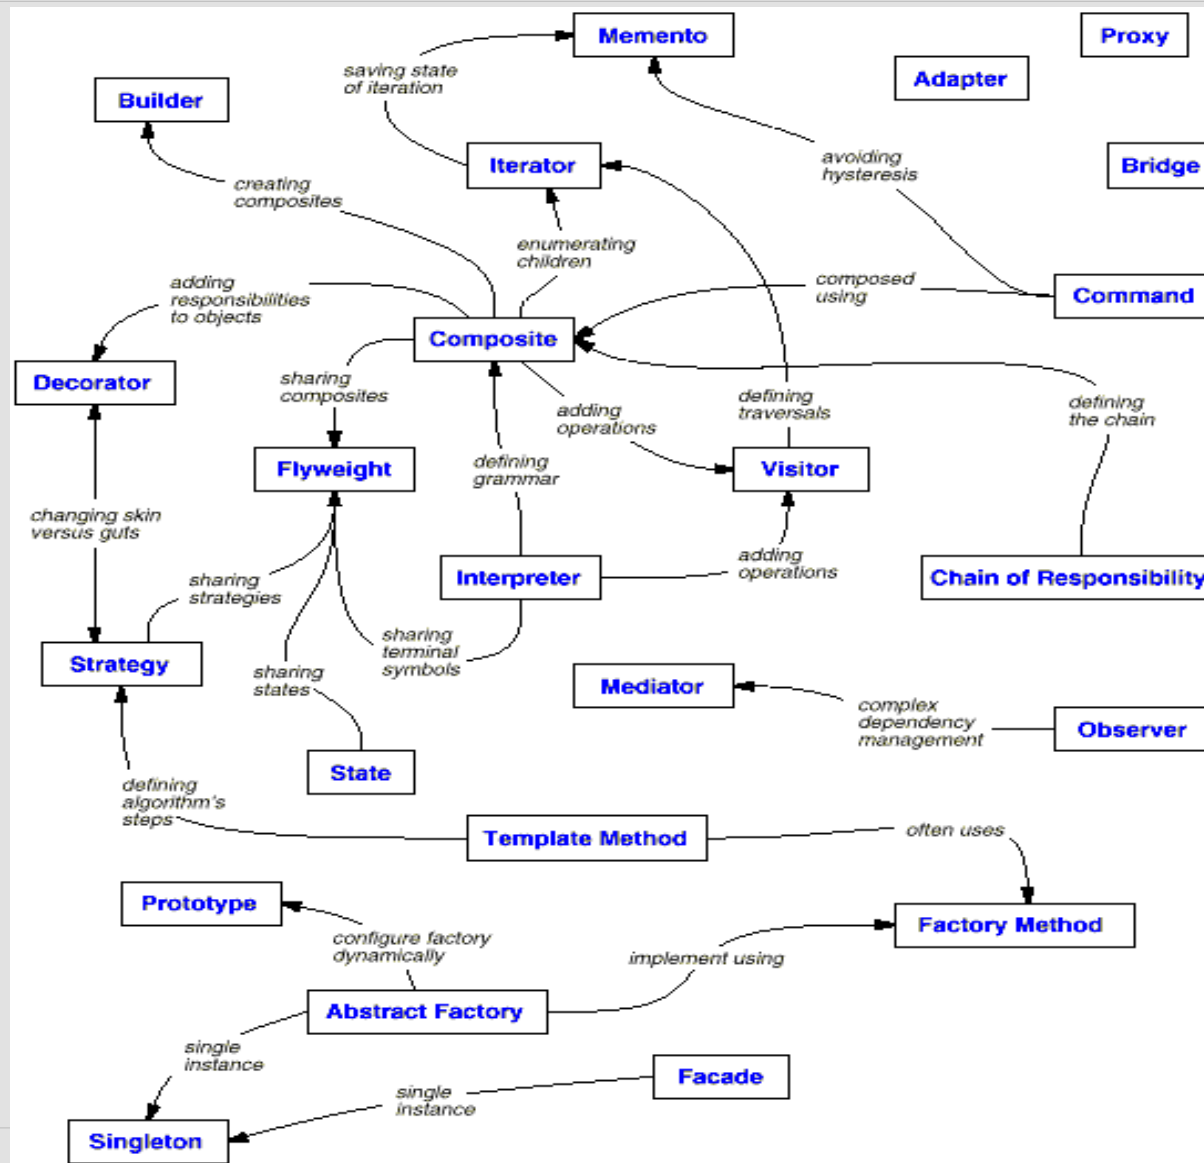 Memento
Proxy
saving state
of iteration
Adapter
Builder
avoiding
hysteresis
Iterator
Bridge
creating
composites
enumerating
children
adding
responsibilities
to objects
composed
using
Command
Composite
Decorator
sharing
composites
adding
operations
defining
traversals
defining
the chain
Flyweight
defining
grammar
Visitor
changing skin
versus guts
sharing
strategies
Interpreter
adding
operations
Chain of Responsibility
Strategy
sharing
terminal
symbols
sharing
states
Mediator
complex
dependency
management
Observer
State
defining
algorithm's
steps
Template Method
often uses
Prototype
configure factory
dynamically
implement using
Factory Method
Abstract Factory
single
instance
Facade
single
instance
Singleton